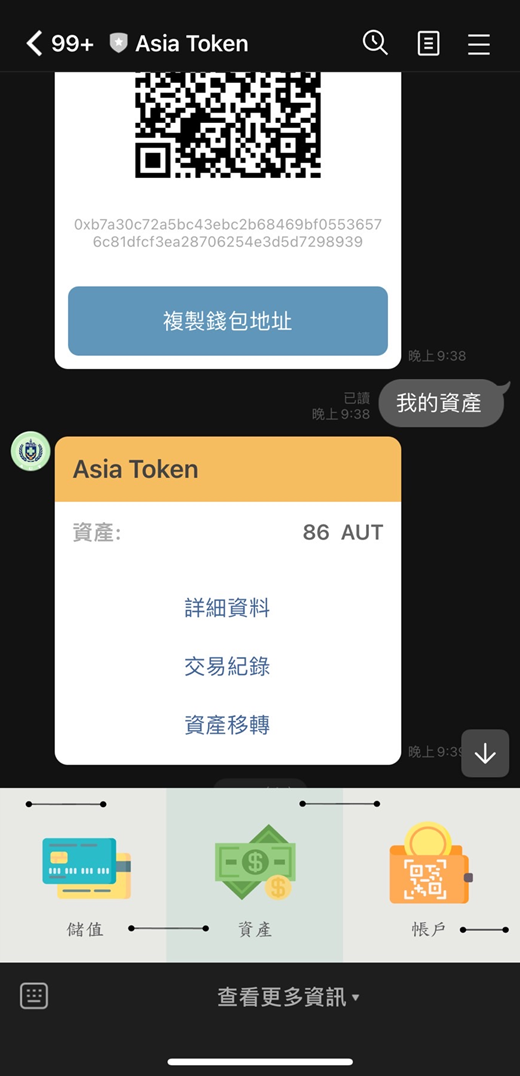 99+ Asia Token
0xb7a30c72a5bc43ebc2b68469bf0553657
6c81dfcf3ea28706254e3d5d7298939
複製錢包地址
晚上 9:38
已讀
晚上 9:38
我的資產
Asia Token
資產:
86 AUT
詳細資料
交易紀錄
資產移轉
晚上 9:39
儲值
資產
帳戶
查看更多資訊